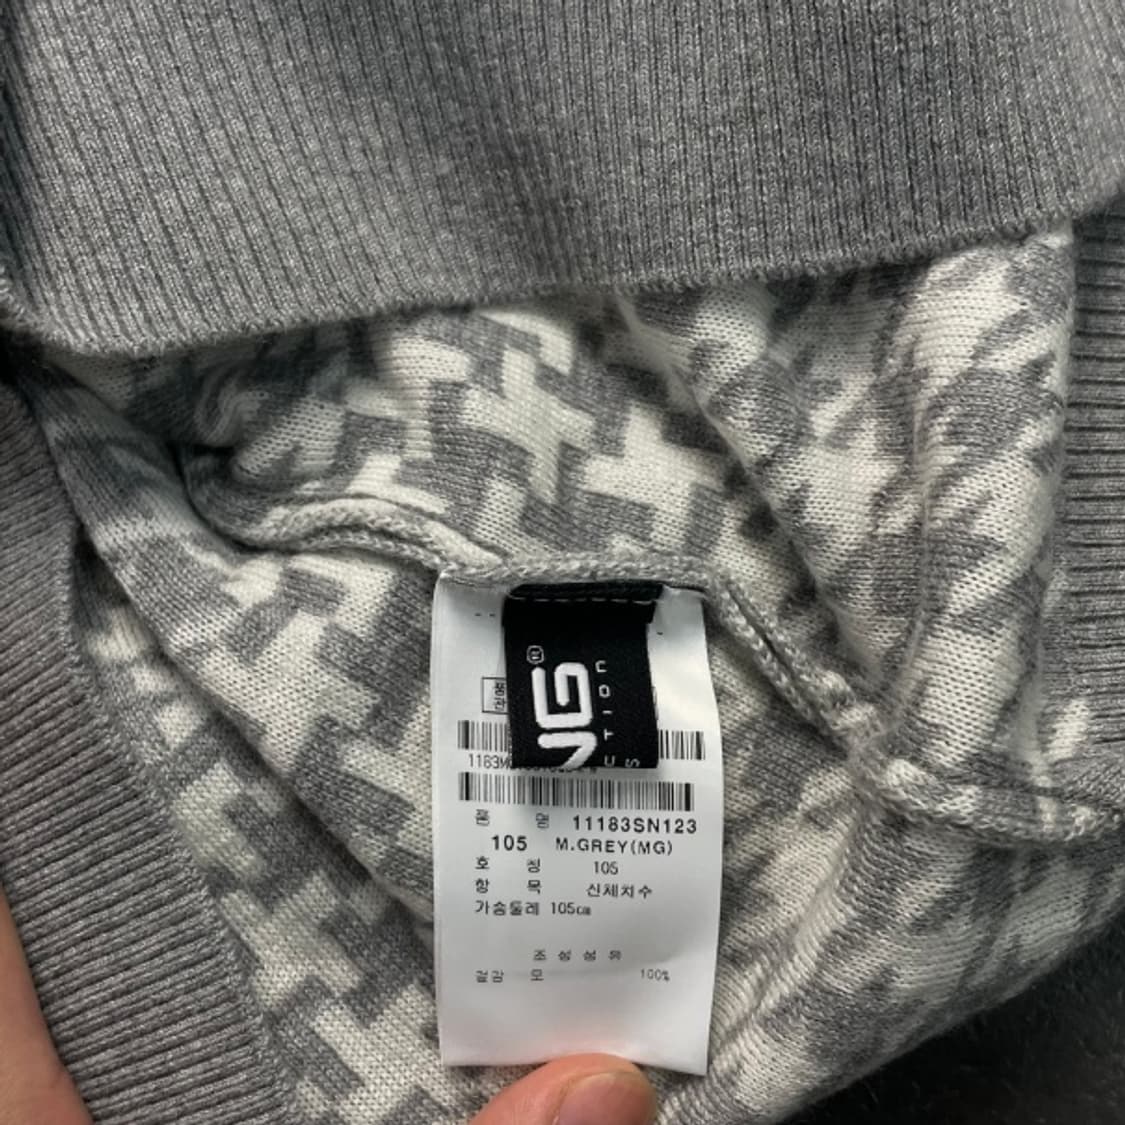 NG®
품 명 11183SN123
105 M.GREY(MG)
호 칭 105
항 목 신체치수
가슴둘레 105cm
조성섬유
겉감 모 100%